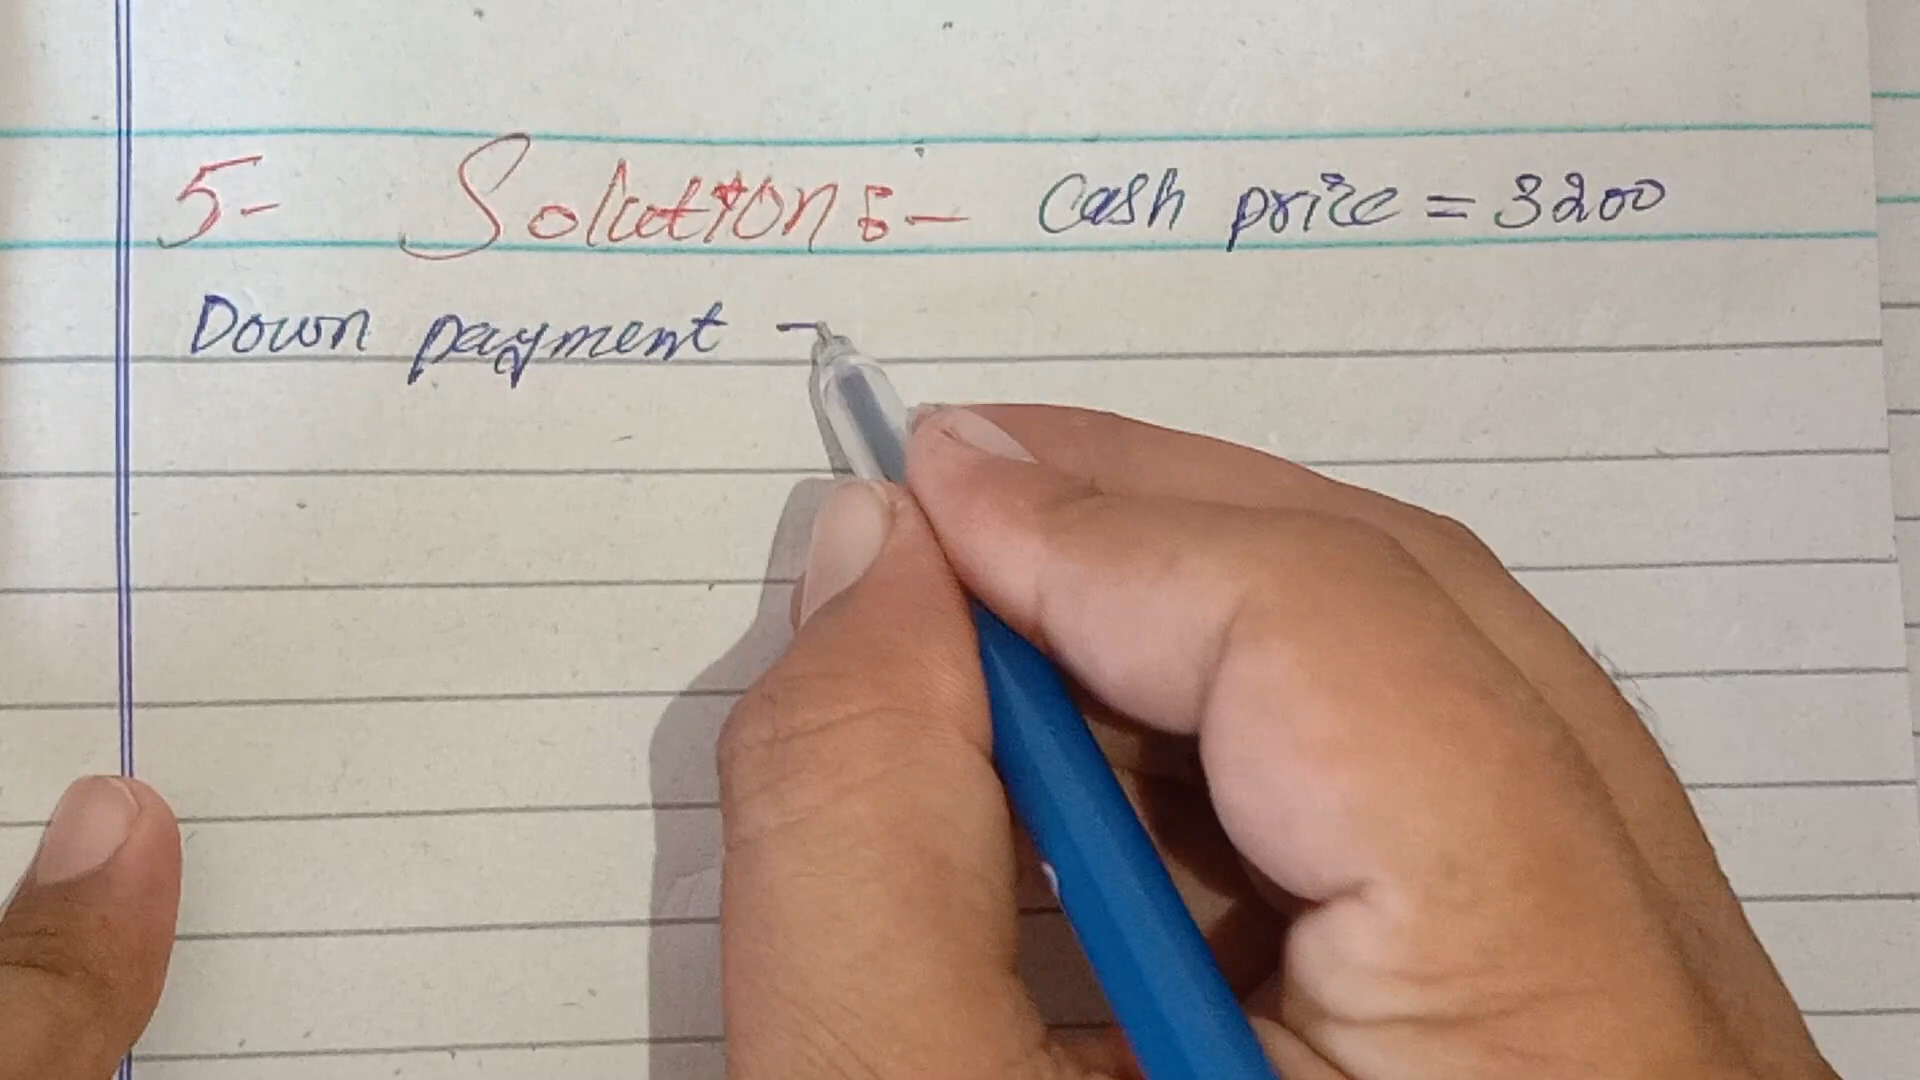 5- Solution:- Cash price = 3200
Down payment -